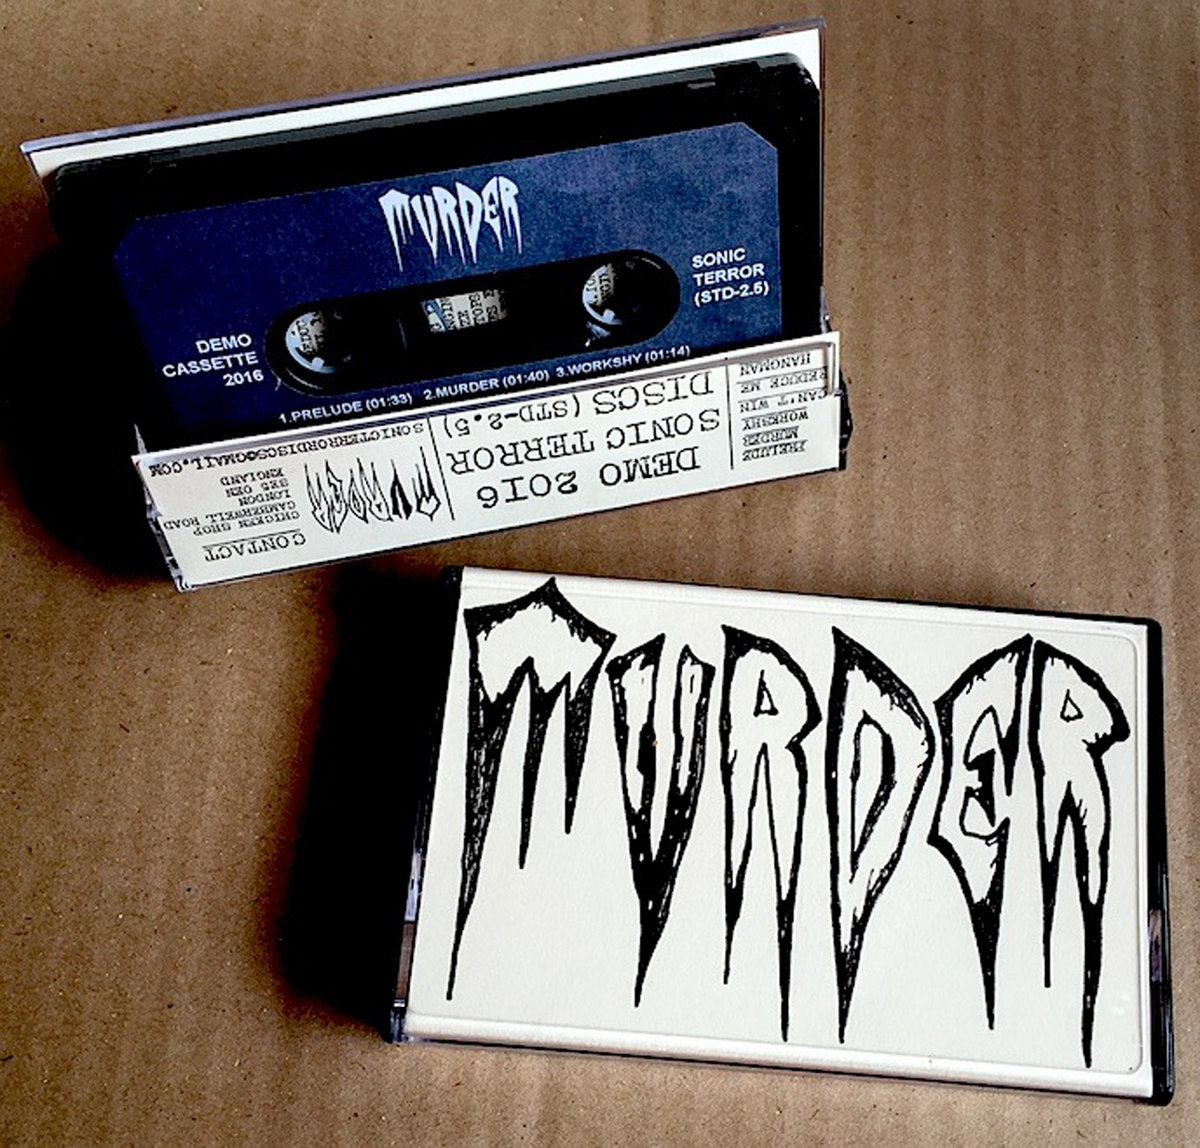 MURDER
SONIC
TERROR
(STD-2.5)
DEMO
CASSETTE
2016
1.PRELUDE (01:33) 2.MURDER (01:40) 3.WORKSHY (01:14)
PRELUDE
MURDER
WORKSHY
CAN'T WIN
REDUCE ME
HANGMAN
DEMO 2016
SONIC TERROR
DISCS (STD-2.5)
MURDER
CONTACT
CHICKEN SHOP
CAMBERWELL ROAD
LONDON
SE5 0EN
ENGLAND
SONICTERRORDISCS@GMAIL.COM
MURDER